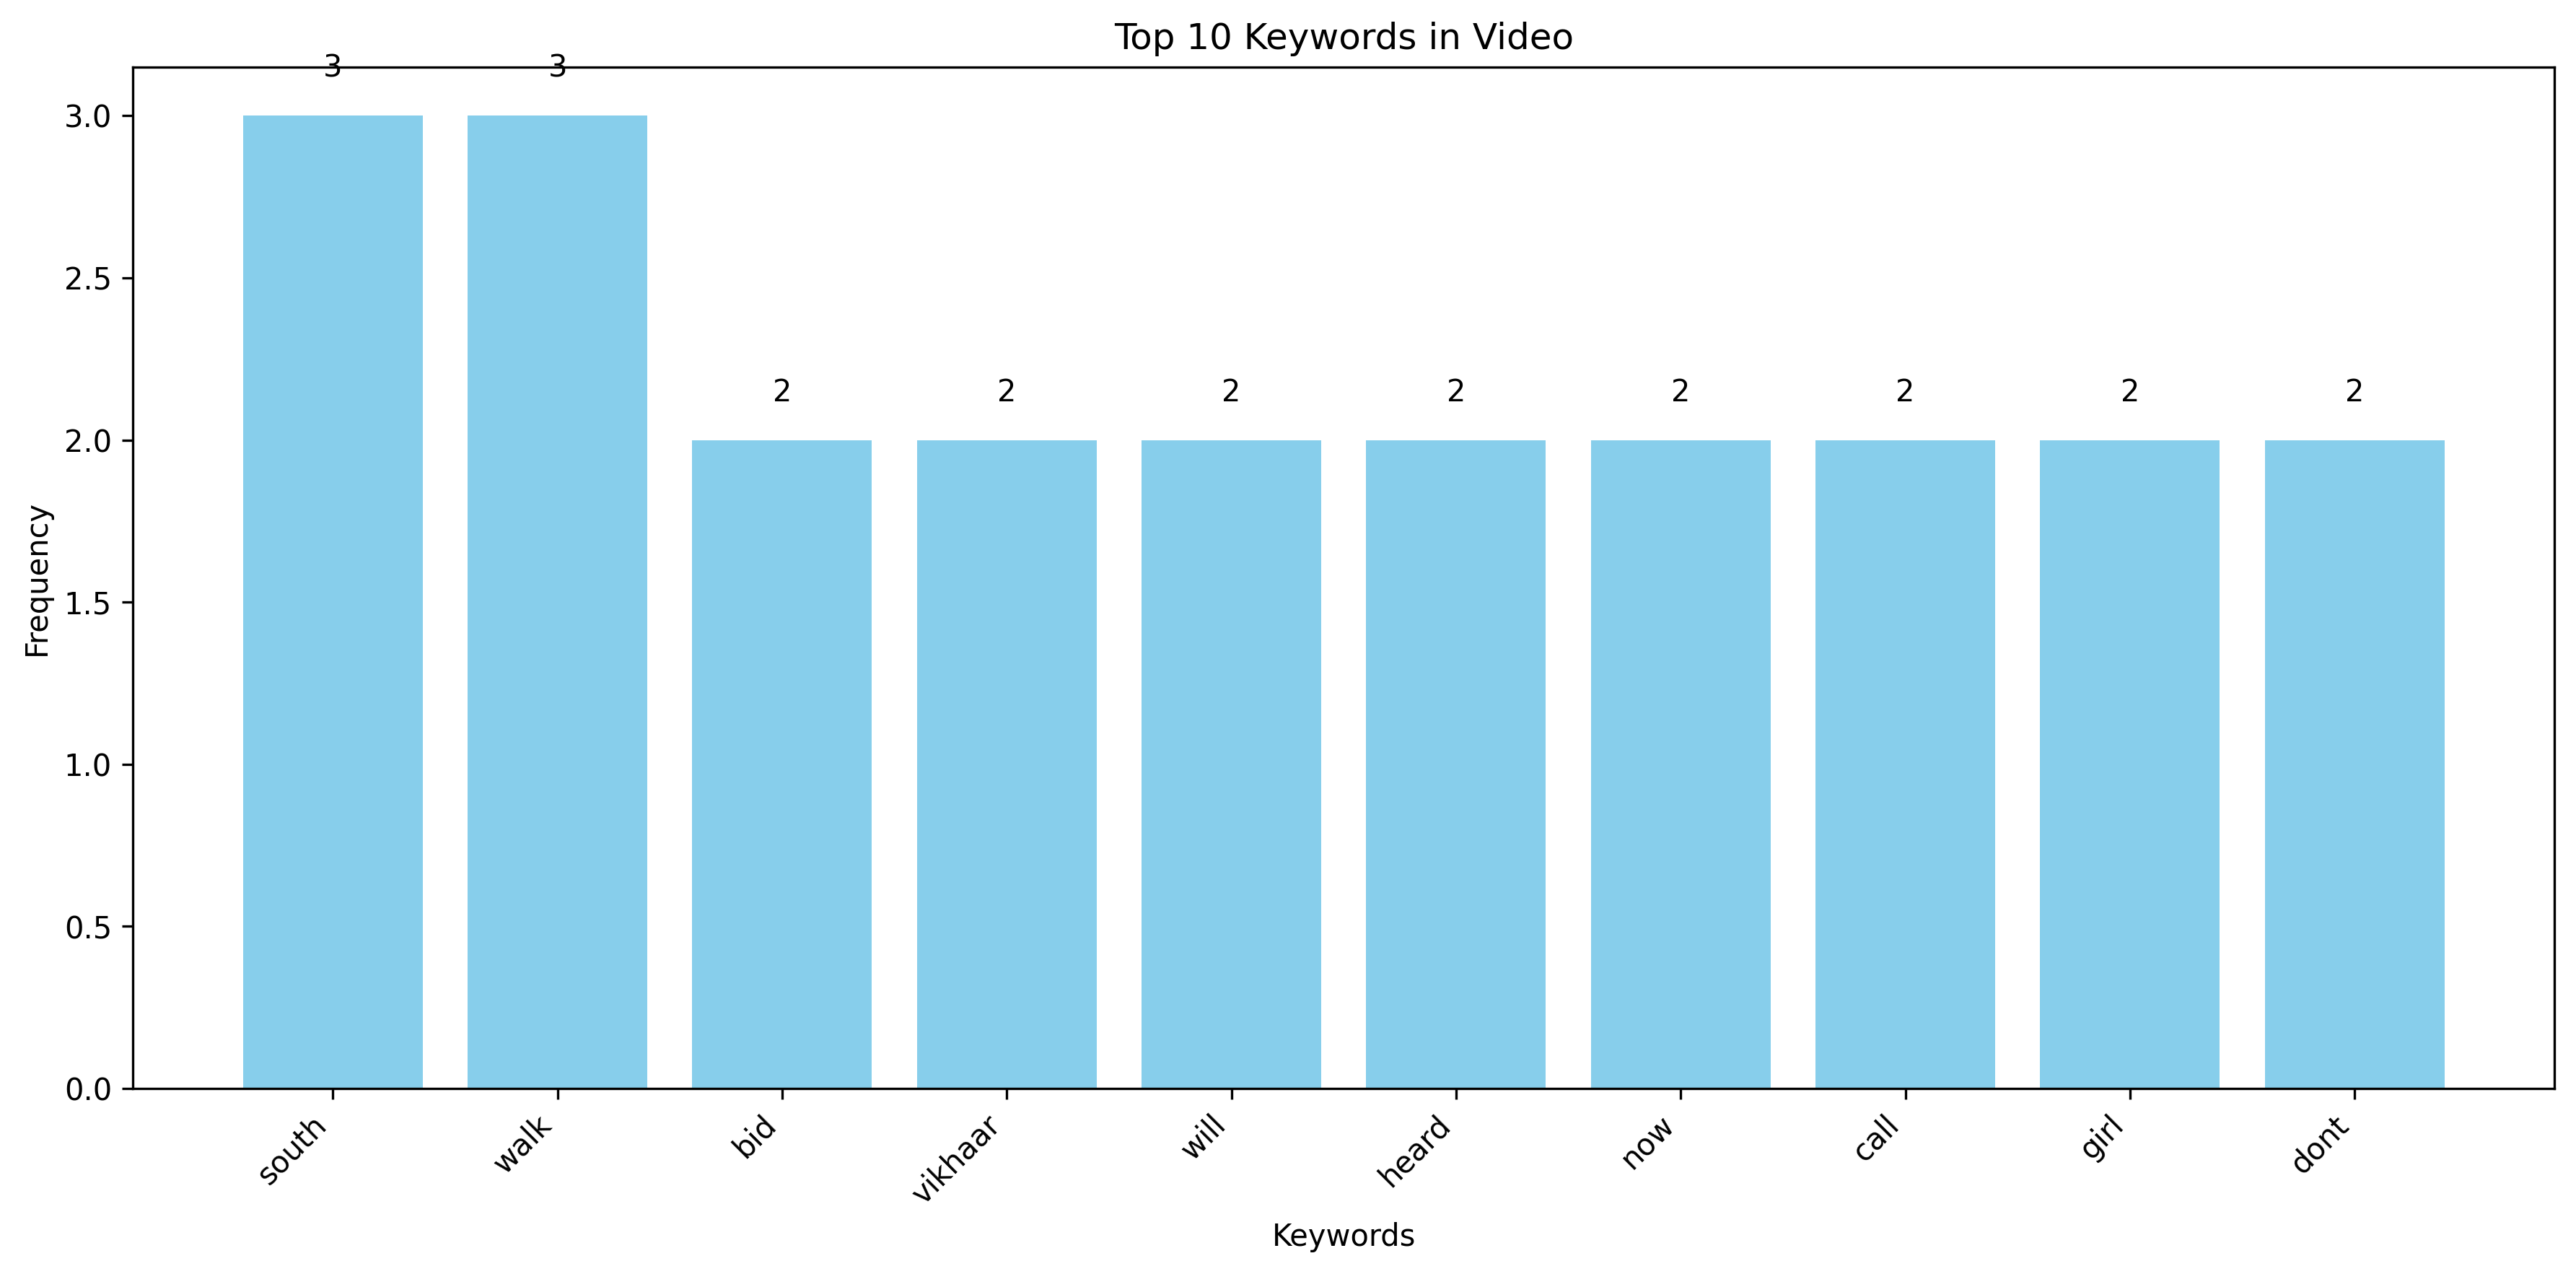 Top 10 Keywords in Video
3 3
2 2 2 2 2 2 2 2
3.0
2.5
2.0
1.5
1.0
0.5
0.0
Frequency
south walk bid vikhaar will heard now call girl dont
Keywords